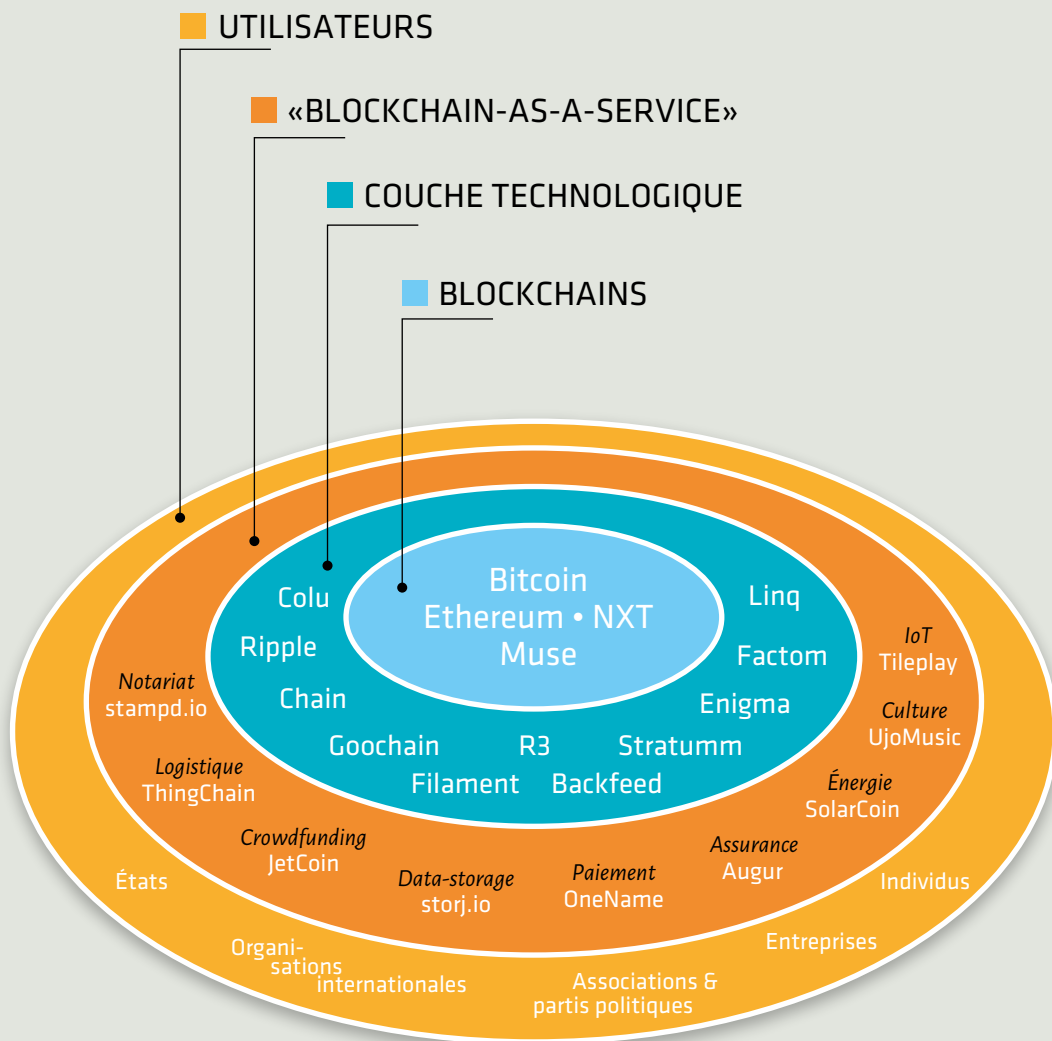 UTILISATEURS
«BLOCKCHAIN-AS-A-SERVICE»
COUCHE TECHNOLOGIQUE
BLOCKCHAINS
Bitcoin
Ethereum • NXT
Muse
Colu
Ripple
Chain
Goochain
Filament
R3
Backfeed
Stratumm
Enigma
Factom
Linq
Notariat
stampd.io
Logistique
ThingChain
Crowdfunding
JetCoin
Data-storage
storj.io
Paiement
OneName
Assurance
Augur
Énergie
SolarCoin
Culture
UjoMusic
IoT
Tileplay
États
Organi-
sations
internationales
Associations &
partis politiques
Entreprises
Individus